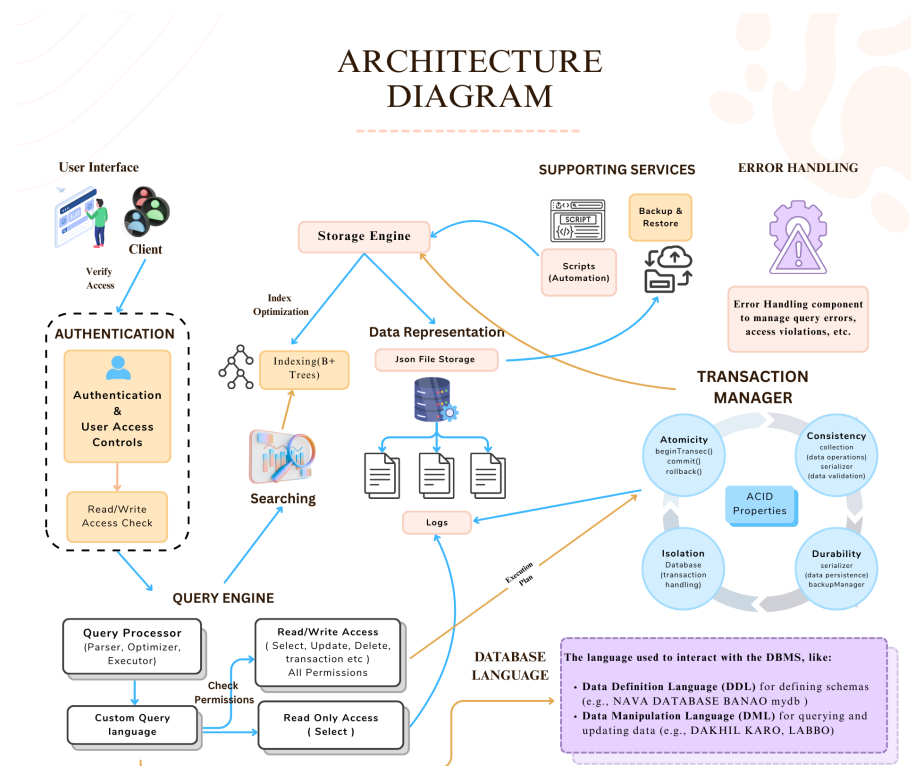 ARCHITECTURE
DIAGRAM
User Interface
Client
Verify
Access
AUTHENTICATION
Authentication
&
User Access
Controls
Read/Write
Access Check
Storage Engine
Index
Optimization
Indexing(B+
Trees)
Searching
Data Representation
Json File Storage
Logs
SUPPORTING SERVICES
SCRIPT
Scripts
(Automation)
Backup &
Restore
ERROR HANDLING
Error Handling component
to manage query errors,
access violations, etc.
TRANSACTION
MANAGER
Atomicity
beginTransec()
commit()
rollback()
Consistency
collection
(data operations)
serializer
(data validation)
ACID
Properties
Isolation
Database
(transaction
handling)
Durability
serializer
(data persistence)
backupManager
Execution
Plan
QUERY ENGINE
Query Processor
(Parser, Optimizer,
Executor)
Custom Query
language
Check
Permissions
Read/Write Access
( Select, Update, Delete,
transaction etc )
All Permissions
Read Only Access
( Select )
DATABASE
LANGUAGE
The language used to interact with the DBMS, like:
• Data Definition Language (DDL) for defining schemas
(e.g., NAVA DATABASE BANAO mydb )
• Data Manipulation Language (DML) for querying and
updating data (e.g., DAKHIL KARO, LABBO)